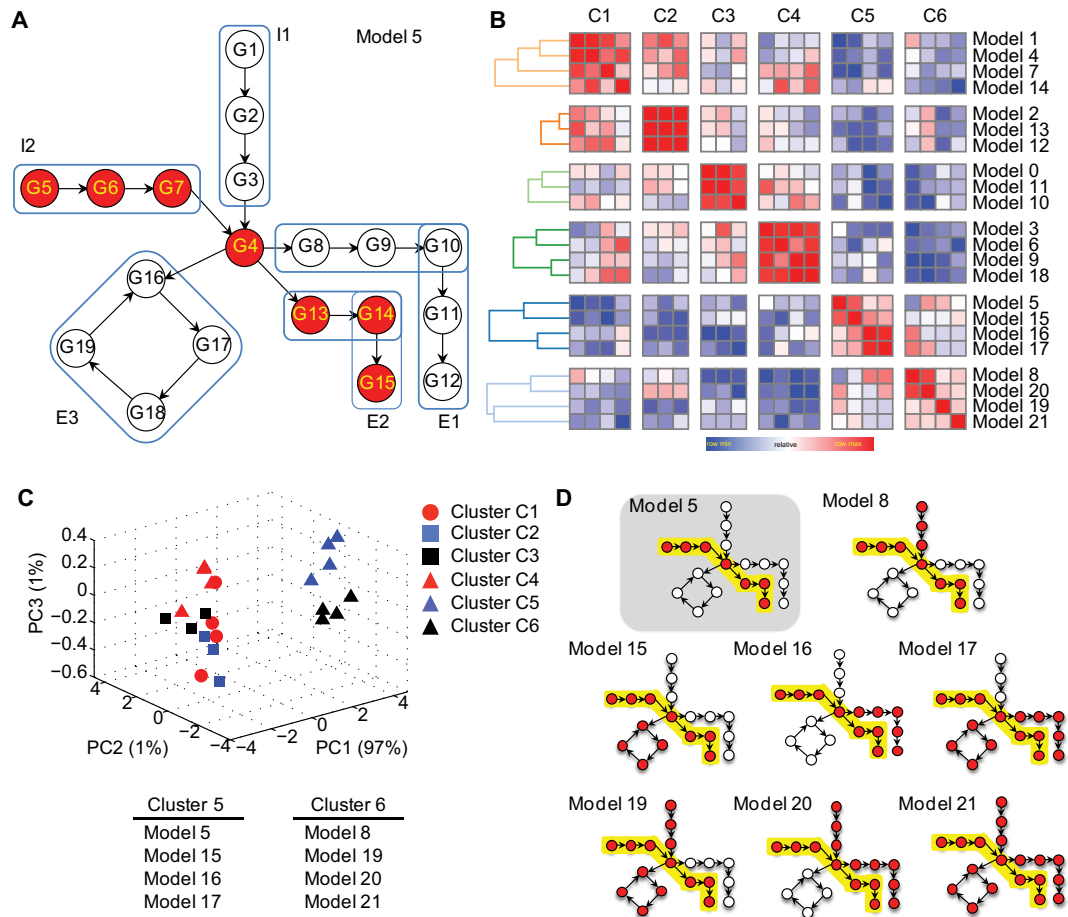 A
I1
Model 5
G1
G2
I2
G3
G5
G6
G7
G4
G8
G9
G10
G16
G13
G14
G11
G19
G17
G15
G12
G18
E3
E2
E1
B
C1 C2 C3 C4 C5 C6
Model 1
Model 4
Model 7
Model 14
Model 2
Model 13
Model 12
Model 0
Model 11
Model 10
Model 3
Model 6
Model 9
Model 18
Model 5
Model 15
Model 16
Model 17
Model 8
Model 20
Model 19
Model 21
row min relative row max
C
0.4
0.2
0
−0.2
−0.4
−0.6
PC3 (1%)
4
2
0
−2
−4
PC2 (1%)
−4
−2
0
2
4
PC1 (97%)
Cluster C1
Cluster C2
Cluster C3
Cluster C4
Cluster C5
Cluster C6
Cluster 5 Cluster 6
Model 5 Model 8
Model 15 Model 19
Model 16 Model 20
Model 17 Model 21
D
Model 5
Model 8
Model 15
Model 16
Model 17
Model 19
Model 20
Model 21